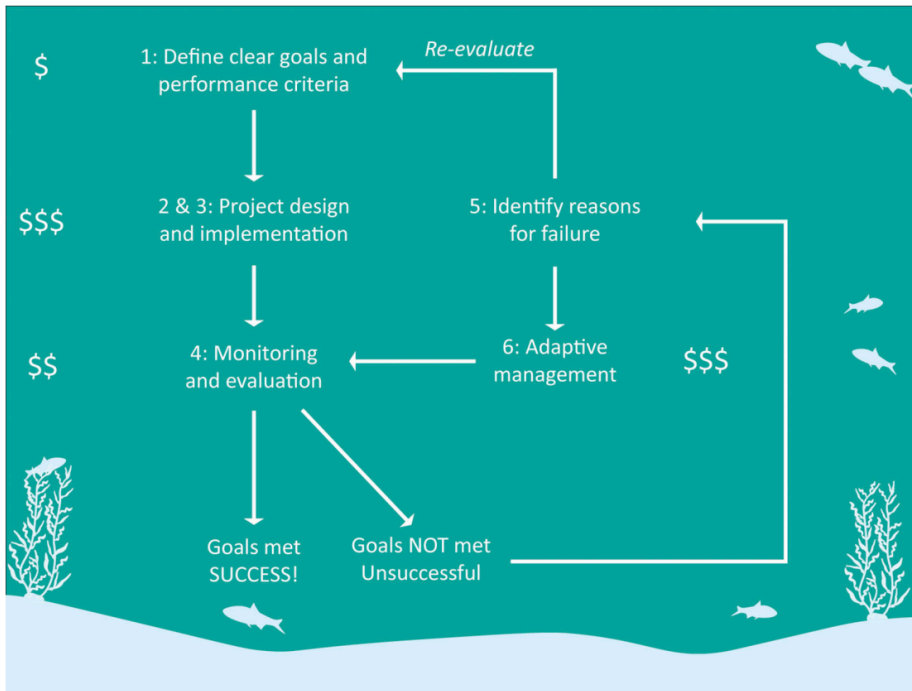 $
1: Define clear goals and
performance criteria
Re-evaluate
$$$
2 & 3: Project design
and implementation
5: Identify reasons
for failure
$$
4: Monitoring
and evaluation
6: Adaptive
management
$$$
Goals met
SUCCESS!
Goals NOT met
Unsuccessful